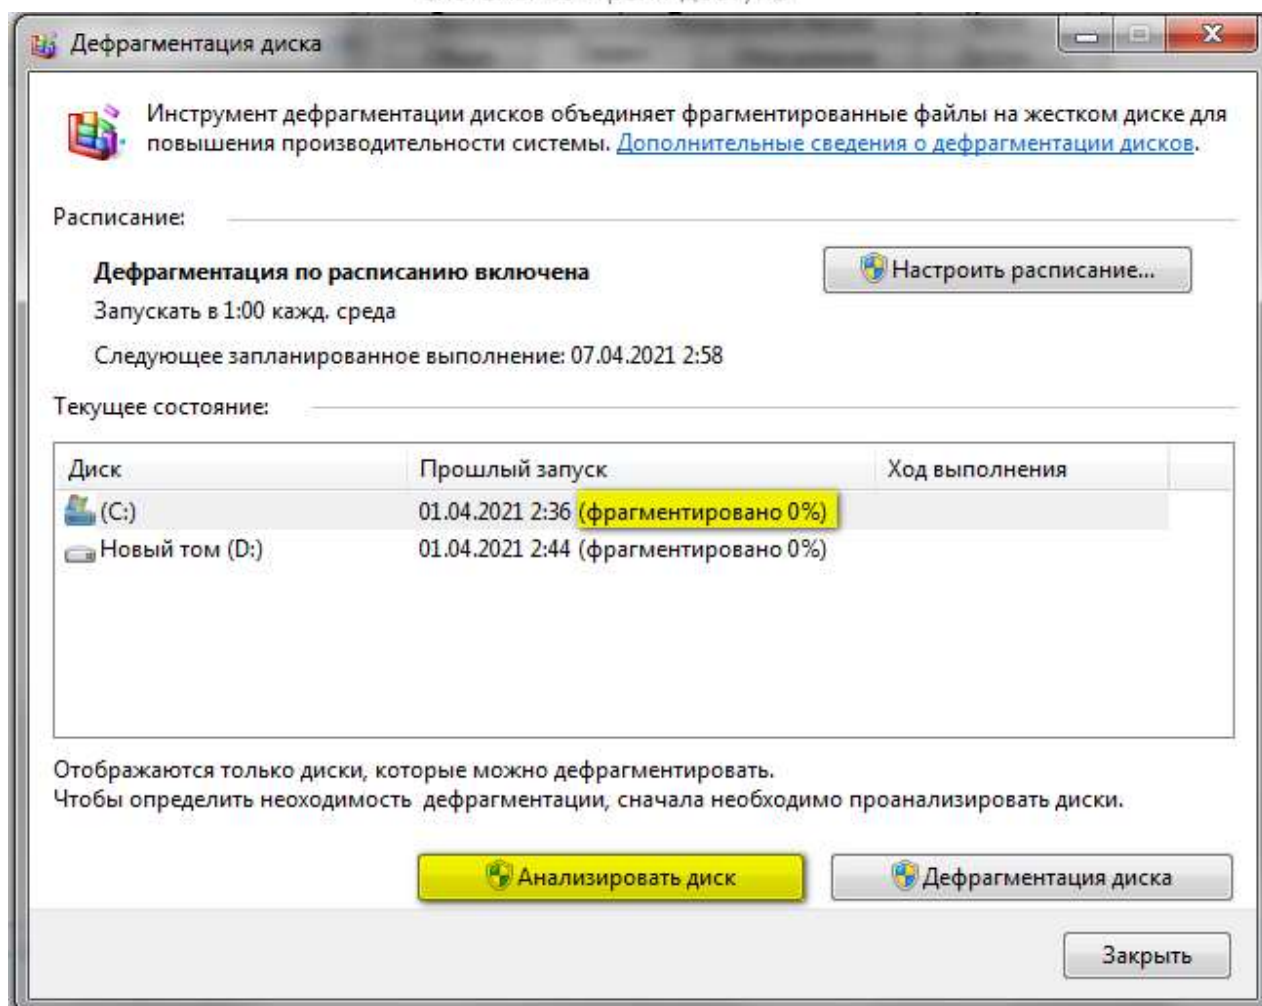 Дефрагментация диска
Инструмент дефрагментации дисков объединяет фрагментированные файлы на жестком диске для
повышения производительности системы. Дополнительные сведения о дефрагментации дисков.
Расписание:
Дефрагментация по расписанию включена
Настроить расписание...
Запускать в 1:00 кажд. среда
Следующее запланированное выполнение: 07.04.2021 2:58
Текущее состояние:
Диск Прошлый запуск Ход выполнения
(C:) 01.04.2021 2:36 (фрагментировано 0%)
Новый том (D:) 01.04.2021 2:44 (фрагментировано 0%)
Отображаются только диски, которые можно дефрагментировать.
Чтобы определить неоходимость дефрагментации, сначала необходимо проанализировать диски.
Анализировать диск Дефрагментация диска
Закрыть